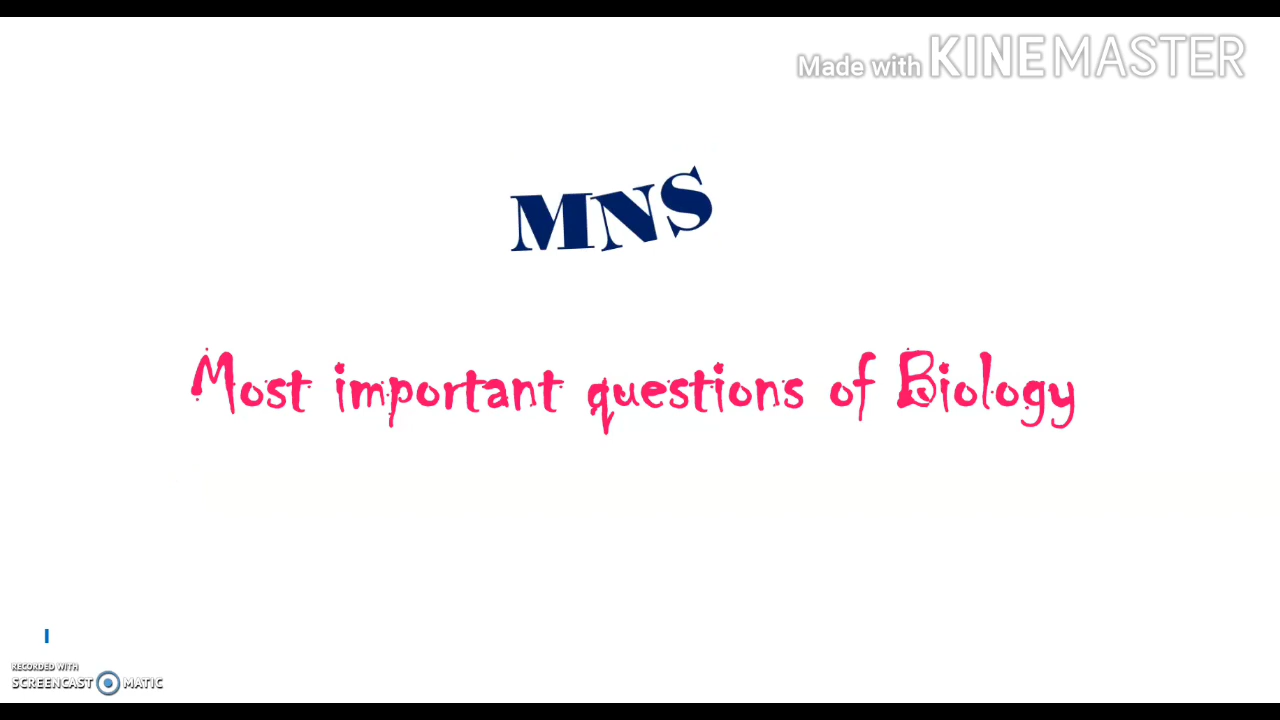 Made with KINEMASTER
MNS
Most important questions of Biology
RECORDED WITH
SCREENCAST MATIC